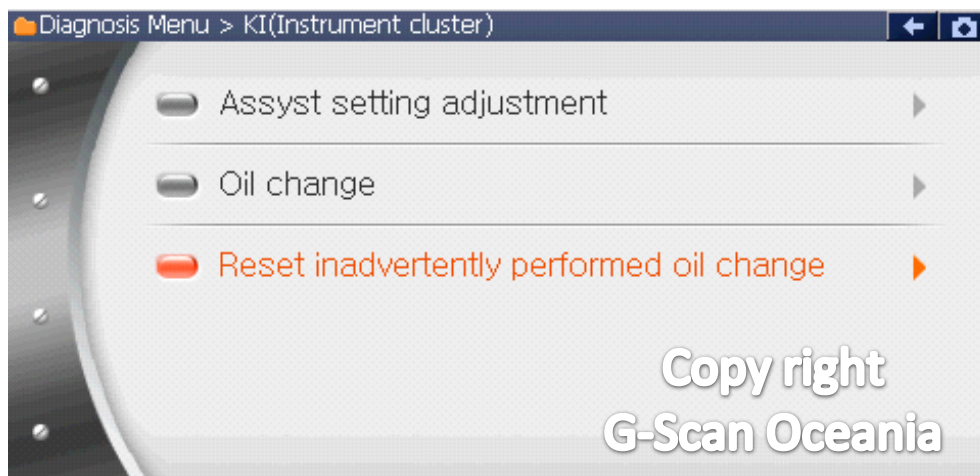 Diagnosis Menu > KI(Instrument cluster)
Assyst setting adjustment
Oil change
Reset inadvertently performed oil change
Copy right
G-Scan Oceania